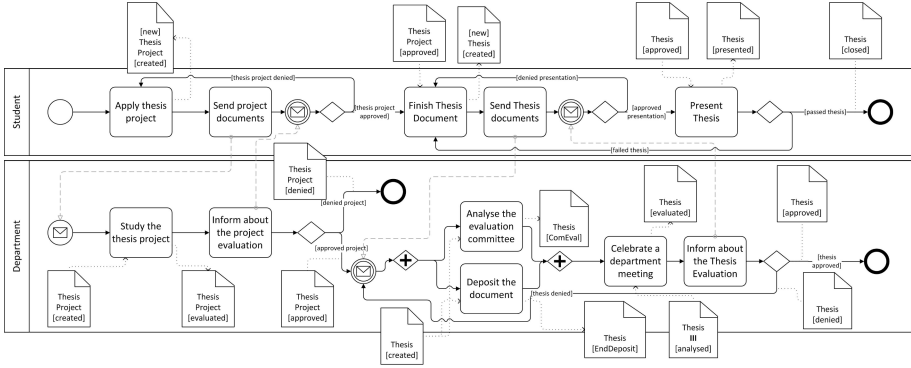 [new]
Thesis
Project
[created]
Thesis
Project
[approved]
[new]
Thesis
[created]
Thesis
[approved]
Thesis
[presented]
Thesis
[closed]
Student
[thesis project denied]
[denied presentation]
Apply thesis
project
Send project
documents
[thesis project
approved]
Finish Thesis
Document
Send Thesis
documents
[approved
presentation]
Present
Thesis
[passed thesis]
[failed thesis]
Department
Thesis
Project
[denied]
[denied project]
Study the
thesis project
Inform about
the project
evaluation
[approved project]
Analyse the
evaluation
committee
Thesis
[ComEval]
Thesis
[evaluated]
Thesis
[approved]
Celebrate a
department
meeting
Inform about
the Thesis
Evaluation
[thesis
approved]
Deposit the
document
[thesis denied]
Thesis
Project
[created]
Thesis
Project
[evaluated]
Thesis
Project
[approved]
Thesis
[created]
Thesis
[EndDeposit]
Thesis
III
[analysed]
Thesis
[denied]